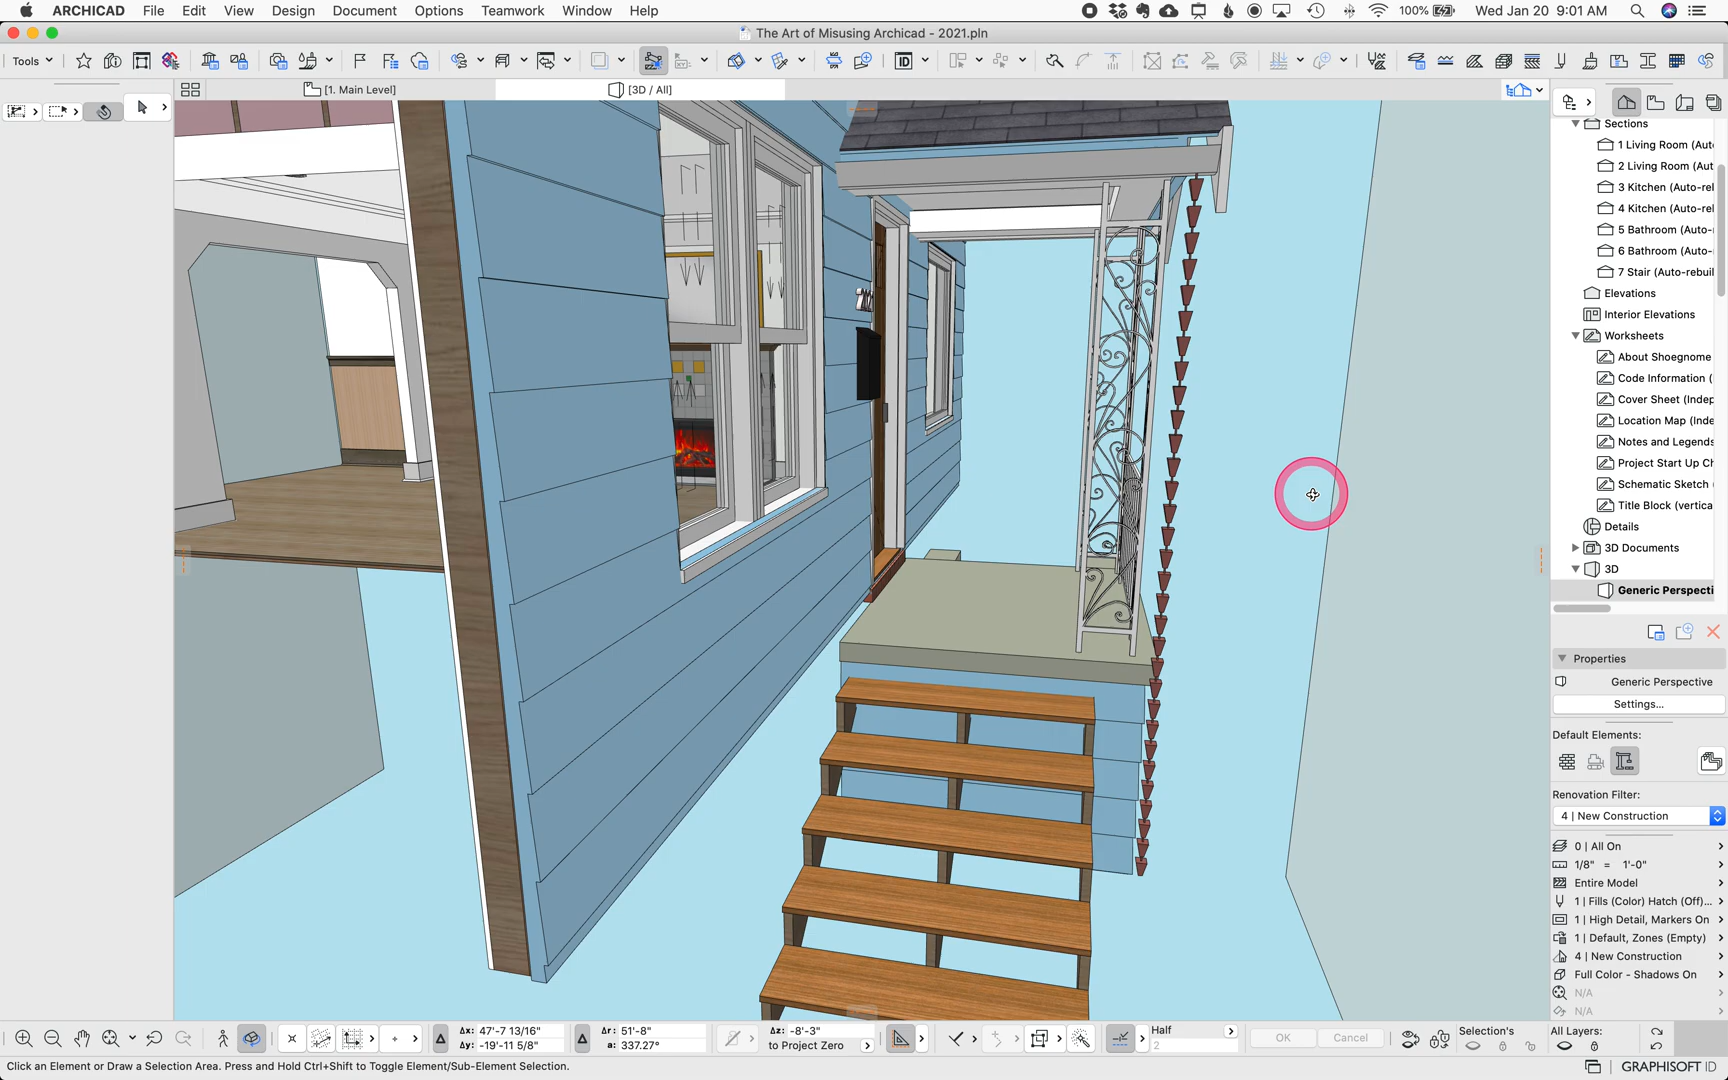 ARCHICAD File Edit View Design Document Options Teamwork Window Help
100% Wed Jan 20 9:01 AM
The Art of Misusing Archicad - 2021.pln
Tools
[1. Main Level]
[3D / All]
Sections
1 Living Room (Aut
2 Living Room (Aut
3 Kitchen (Auto-rel
4 Kitchen (Auto-rel
5 Bathroom (Auto-
6 Bathroom (Auto-
7 Stair (Auto-rebuil
Elevations
Interior Elevations
Worksheets
About Shoegnome
Code Information (
Cover Sheet (Indep
Location Map (Inde
Notes and Legends
Project Start Up Ch
Schematic Sketch
Title Block (vertica
Details
3D Documents
3D
Generic Perspecti
Properties
Generic Perspective
Settings...
Default Elements:
Renovation Filter:
4 | New Construction
0 | All On
1/8" = 1'-0"
Entire Model
1 | Fills (Color) Hatch (Off)...
1 | High Detail, Markers On
1 | Default, Zones (Empty)
4 | New Construction
Full Color - Shadows On
N/A
N/A
Δx: 47'-7 13/16"
Δy: -19'-11 5/8"
Δr: 51'-8"
a: 337.27°
Δz: -8'-3"
to Project Zero
Half
2
OK
Cancel
Selection's
All Layers:
Click an Element or Draw a Selection Area. Press and Hold Ctrl+Shift to Toggle Element/Sub-Element Selection.
GRAPHISOFT ID